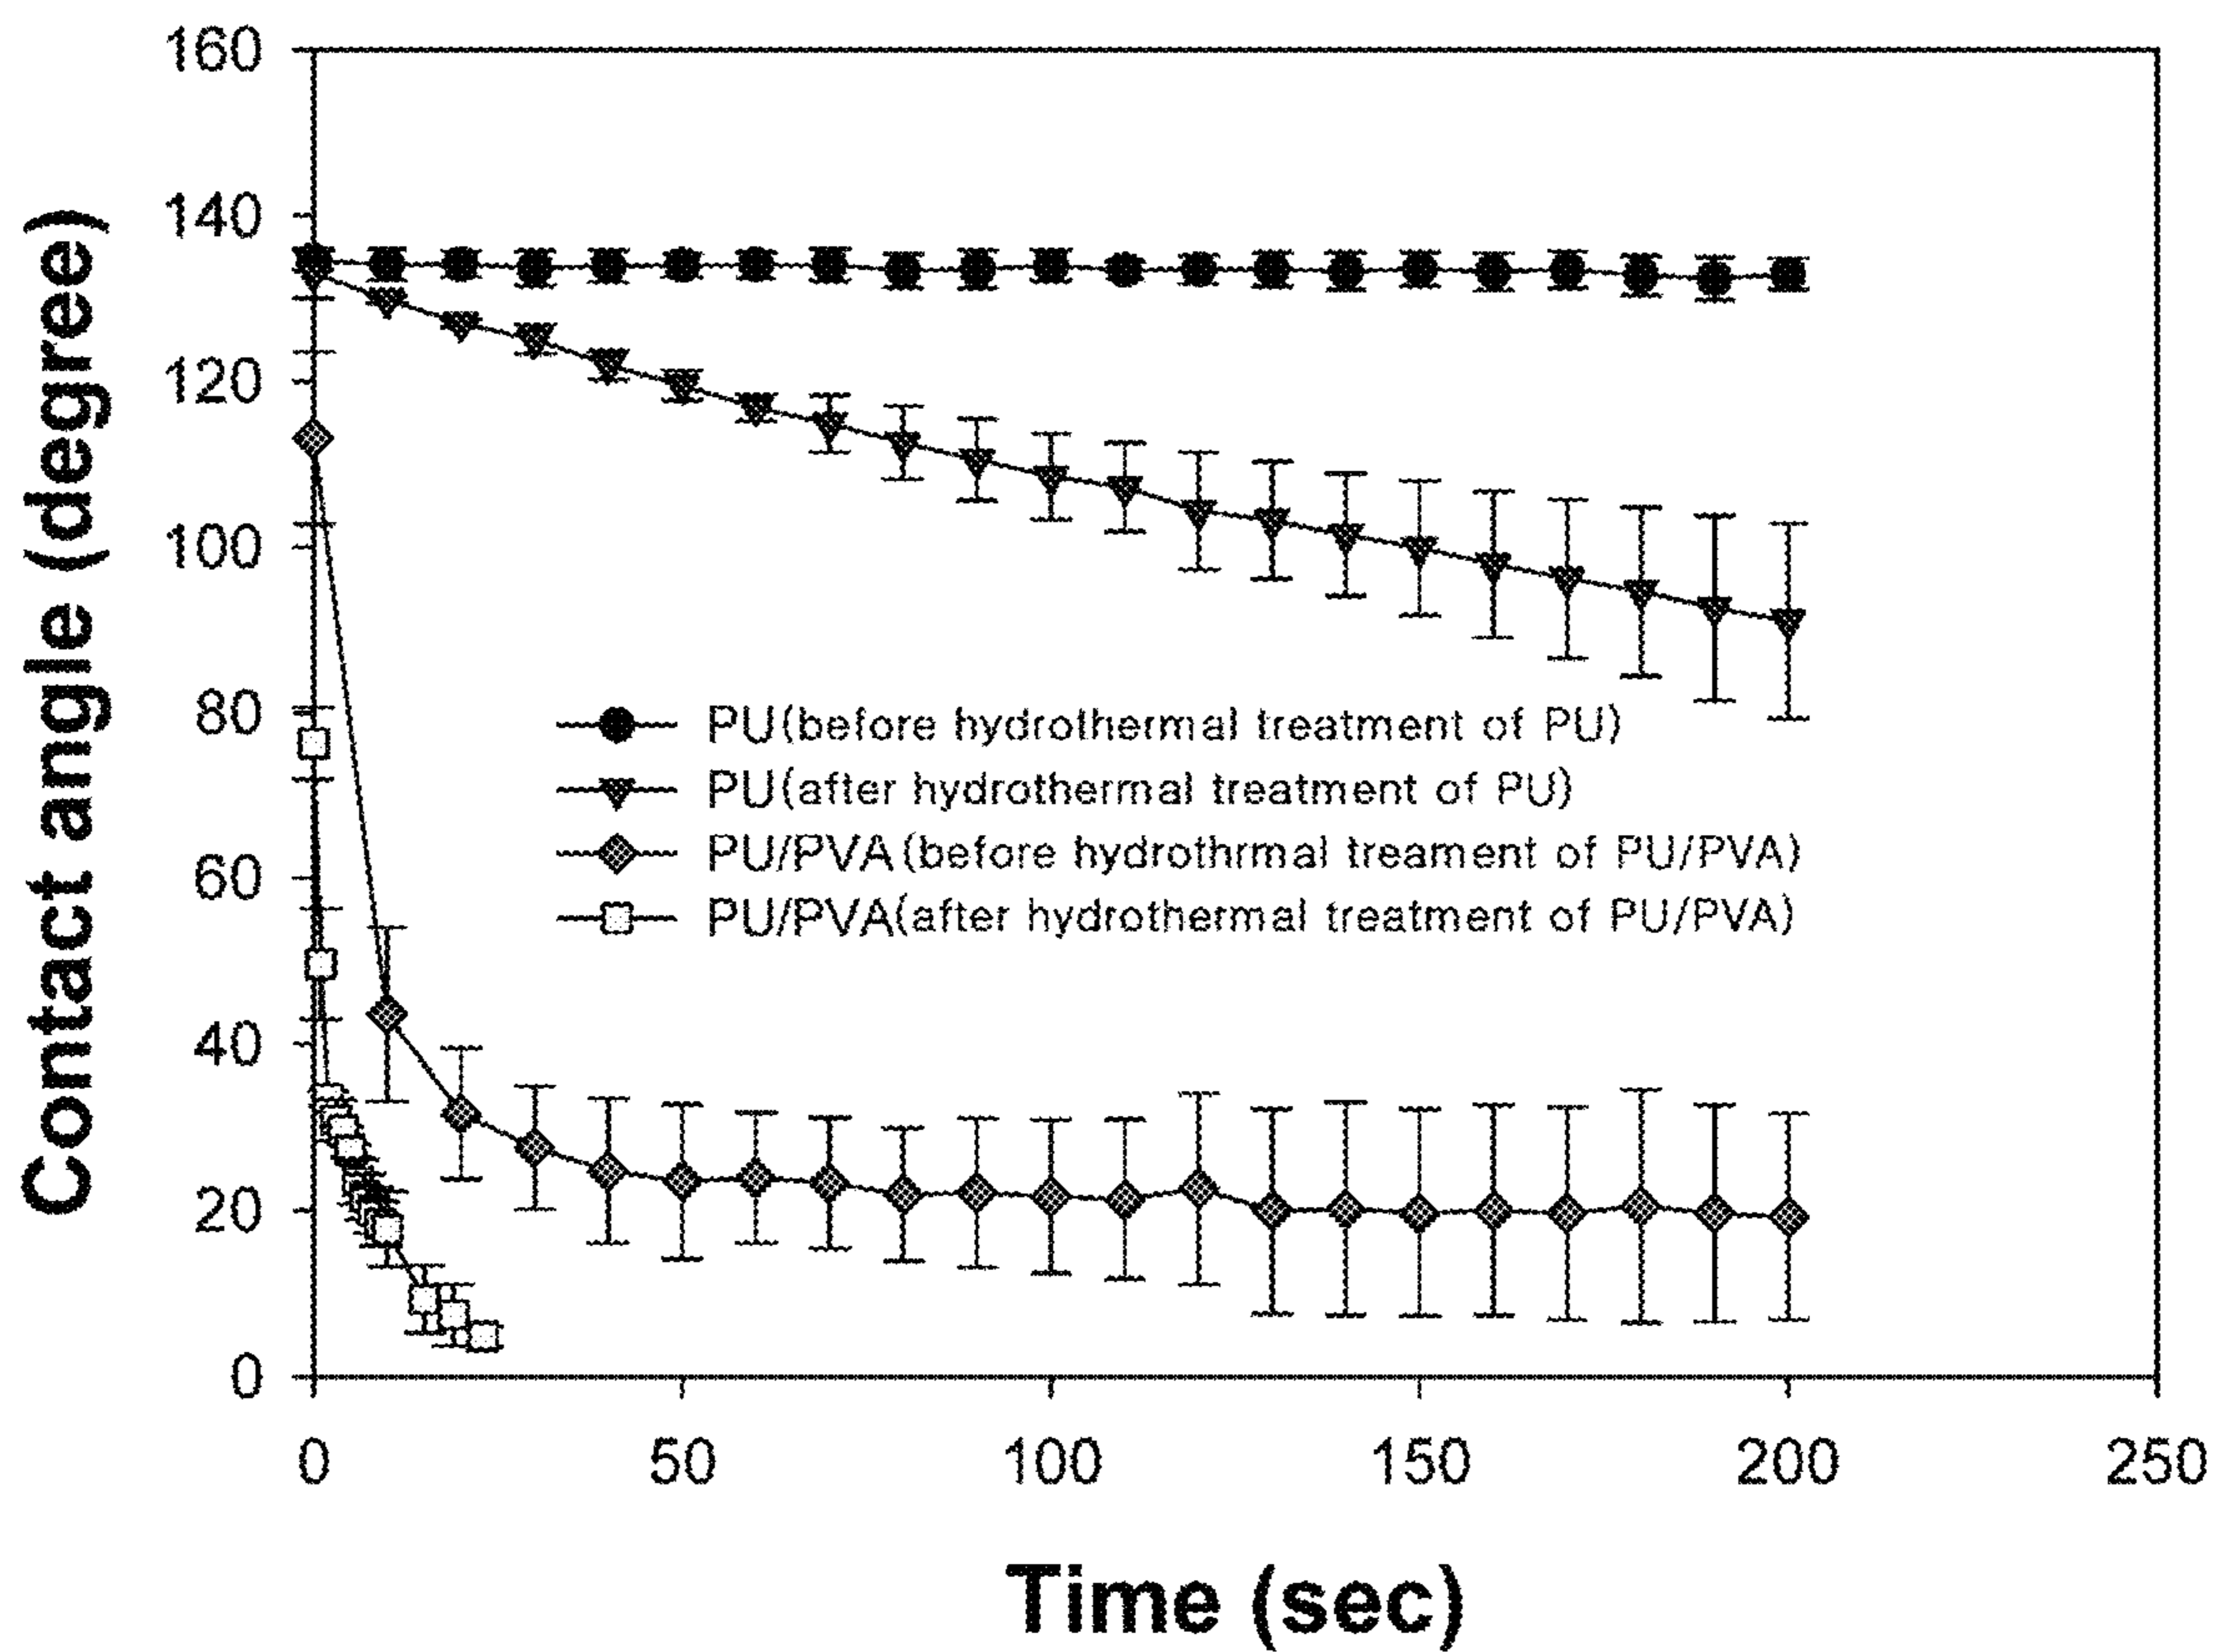 Contact angle (degree)
160
140
120
100
80
60
40
20
0
PU(before hydrothermal treatment of PU)
PU(after hydrothermal treatment of PU)
PU/PVA(before hydrothrmal treament of PU/PVA)
PU/PVA(after hydrothermal treatment of PU/PVA)
0 50 100 150 200 250
Time (sec)